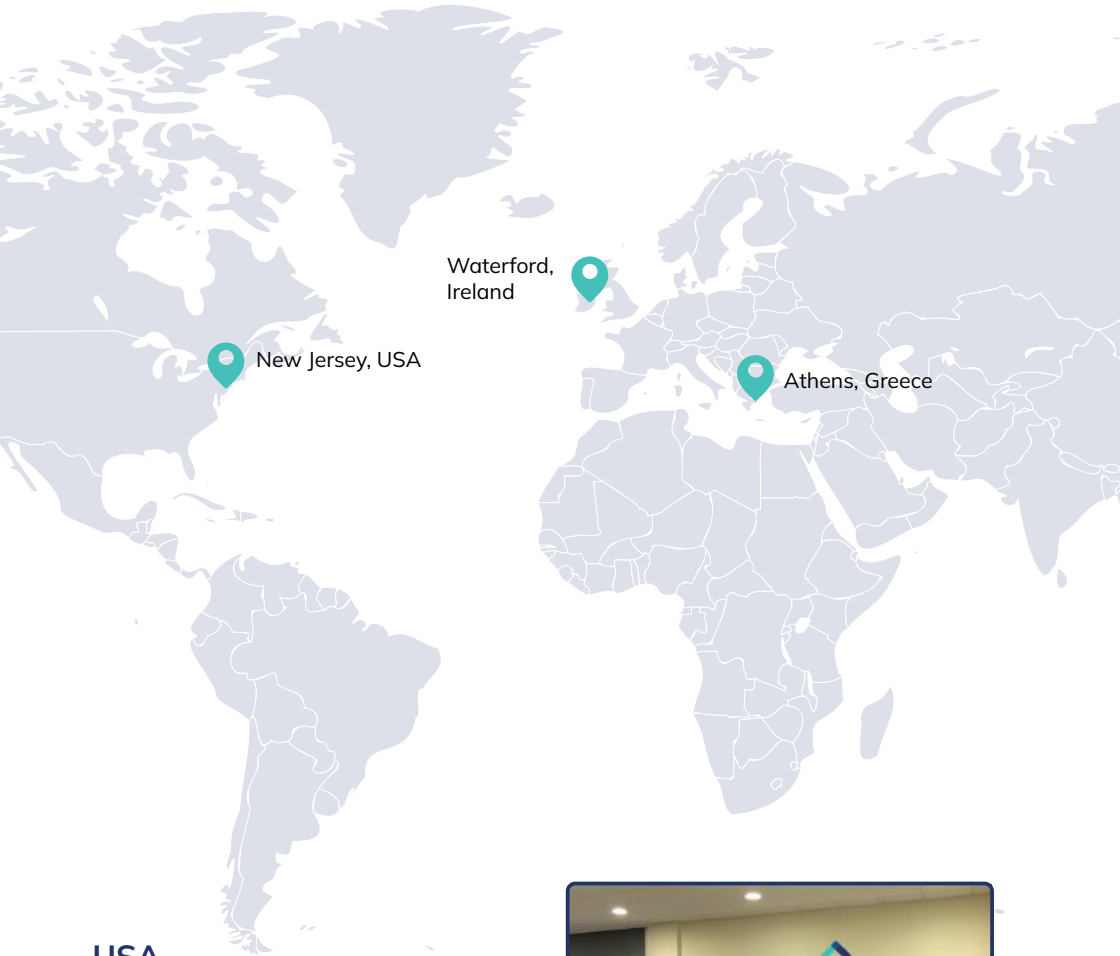 Waterford,
Ireland
New Jersey, USA
Athens, Greece
USA